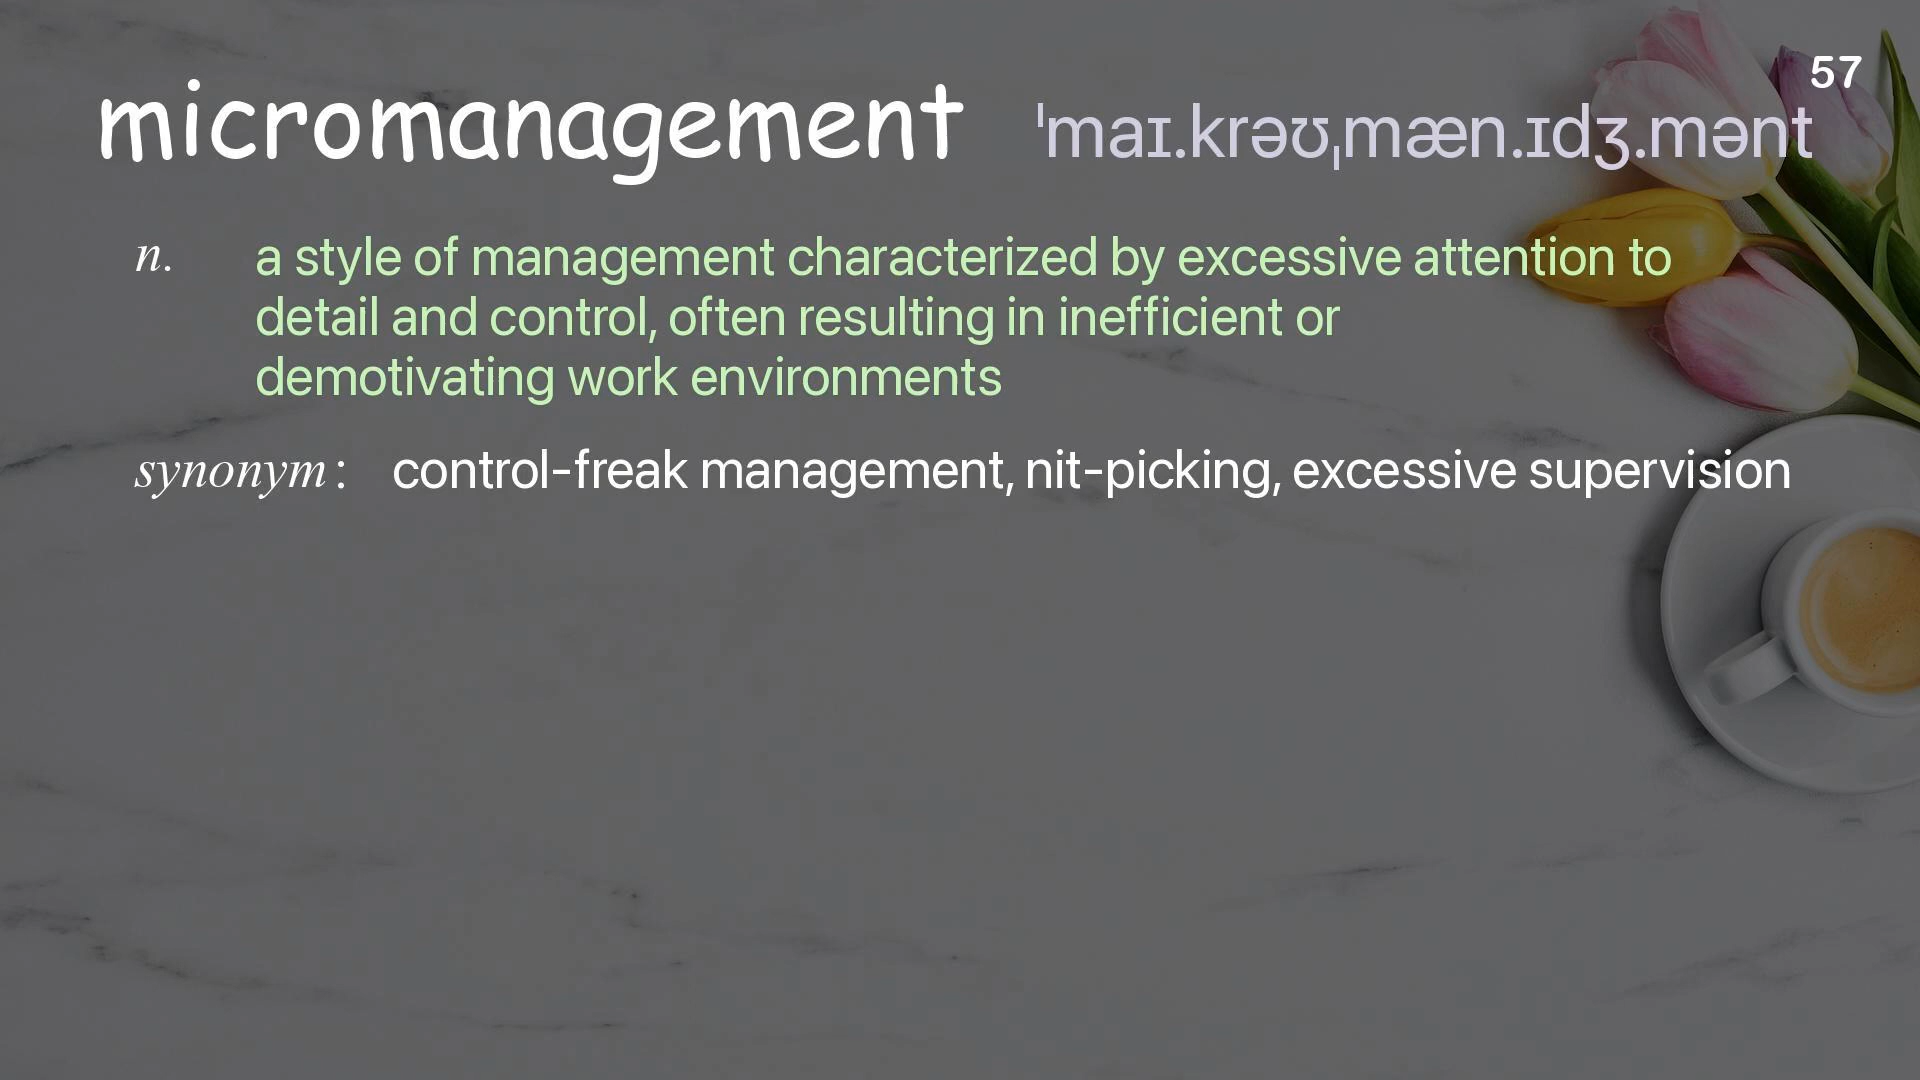 57
micromanagement ˈmaɪ.krəʊˌmæn.ɪdʒ.mənt
n. a style of management characterized by excessive attention to
detail and control, often resulting in inefficient or
demotivating work environments
synonym: control-freak management, nit-picking, excessive supervision